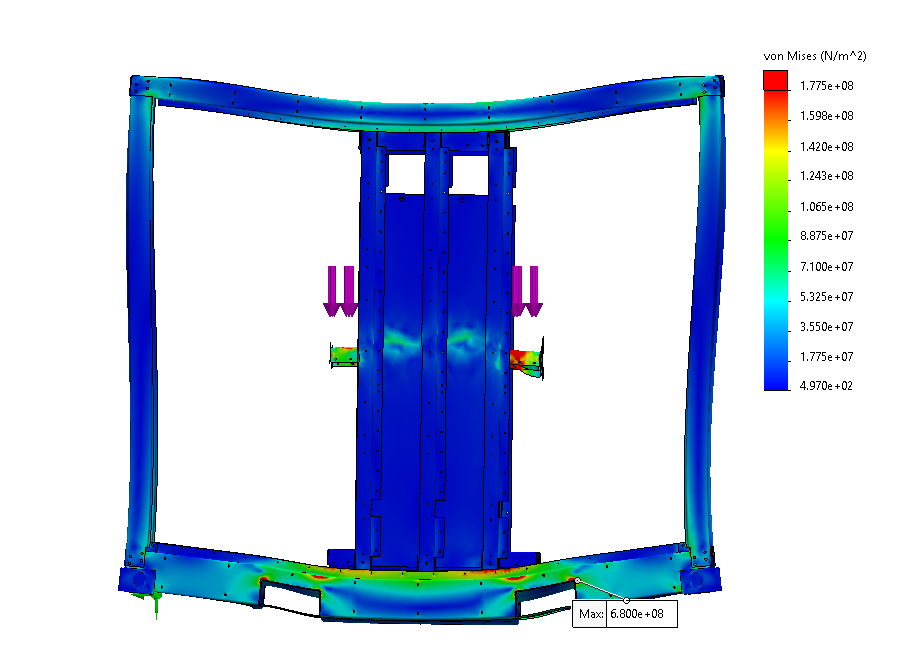 von Mises (N/m^2)
1.775e+08
1.598e+08
1.420e+08
1.243e+08
1.065e+08
8.875e+07
7.100e+07
5.325e+07
3.550e+07
1.775e+07
4.970e+02
Max: 6.800e+08